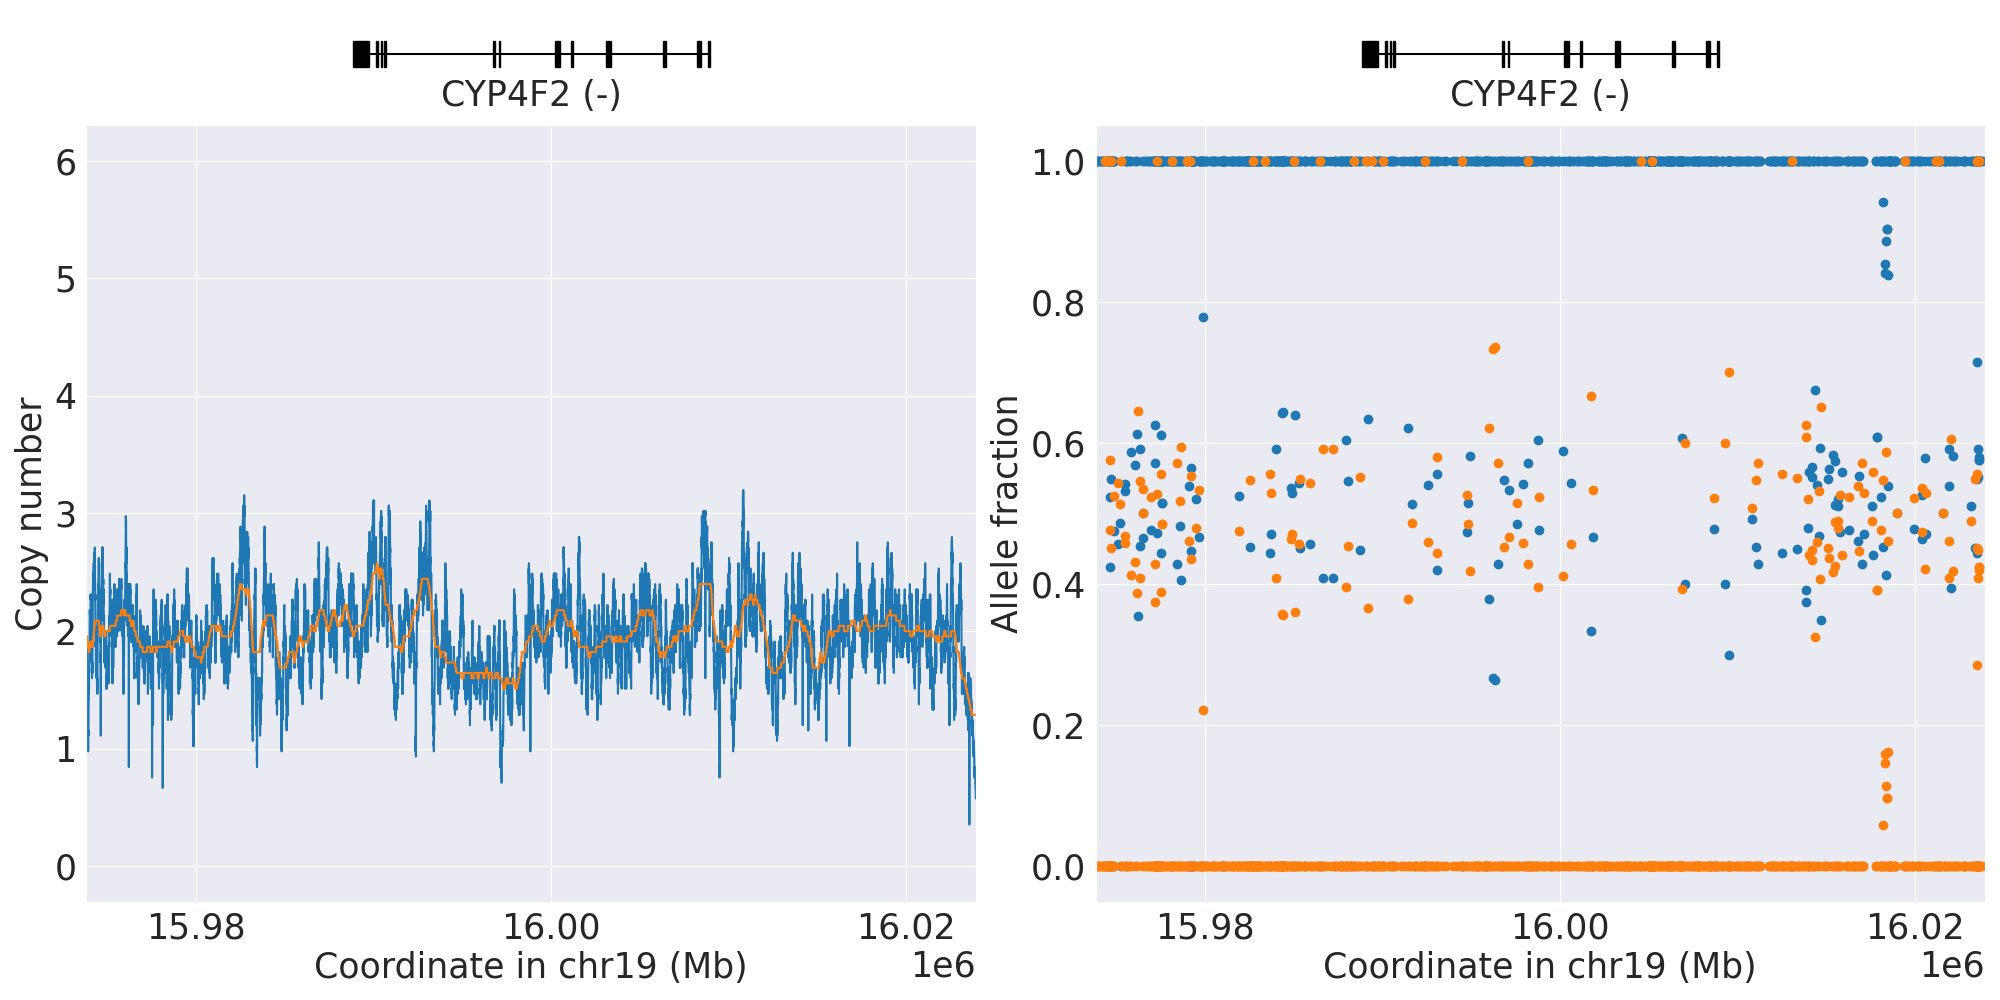 CYP4F2 (-)
6
5
4
3
2
1
0
Copy number
15.98
16.00
16.02
Coordinate in chr19 (Mb)
1e6
CYP4F2 (-)
1.0
0.8
0.6
0.4
0.2
0.0
Allele fraction
15.98
16.00
16.02
Coordinate in chr19 (Mb)
1e6